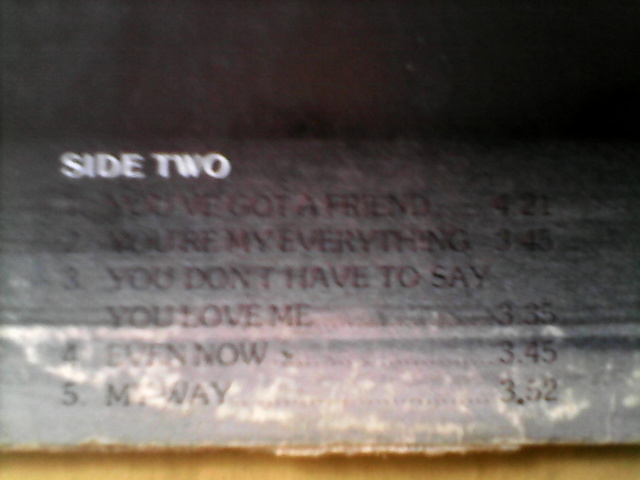 SIDE TWO
1. YOU'VE GOT A FRIEND 4.21
2. YOU'RE MY EVERYTHING 3.45
3. YOU DON'T HAVE TO SAY
YOU LOVE ME 3.35
4. EVEN NOW 3.45
5. MY WAY 3.52